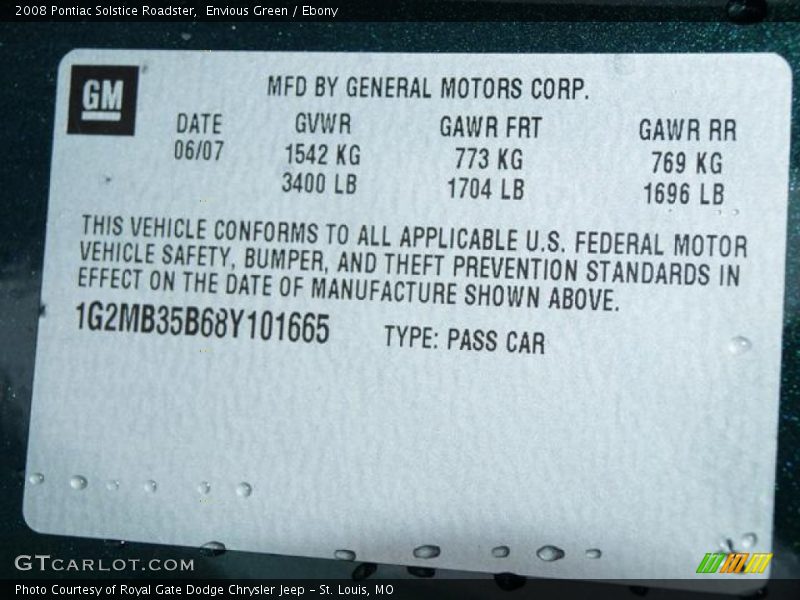 2008 Pontiac Solstice Roadster,  Envious Green / Ebony
GM
MFD BY GENERAL MOTORS CORP.
DATE GVWR GAWR FRT GAWR RR
06/07 1542 KG 773 KG 769 KG
3400 LB 1704 LB 1696 LB
THIS VEHICLE CONFORMS TO ALL APPLICABLE U.S. FEDERAL MOTOR
VEHICLE SAFETY, BUMPER, AND THEFT PREVENTION STANDARDS IN
EFFECT ON THE DATE OF MANUFACTURE SHOWN ABOVE.
1G2MB35B68Y101665 TYPE: PASS CAR
GTCARLOT.COM
Photo Courtesy of Royal Gate Dodge Chrysler Jeep - St. Louis, MO